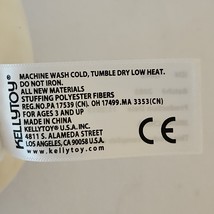 KELLYTOY®
MACHINE WASH COLD, TUMBLE DRY LOW HEAT.
DO NOT IRON.
ALL NEW MATERIALS
STUFFING POLYESTER FIBERS
REG.NO.PA 17539 (CN). OH 17499.MA 3353(CN)
FOR AGES 3 AND UP
MADE IN CHINA
KELLYTOY® U.S.A. INC.
4811 S. ALAMEDA STREET
LOS ANGELES, CA 90058 U.S.A.
www.kellytoy.com
CE